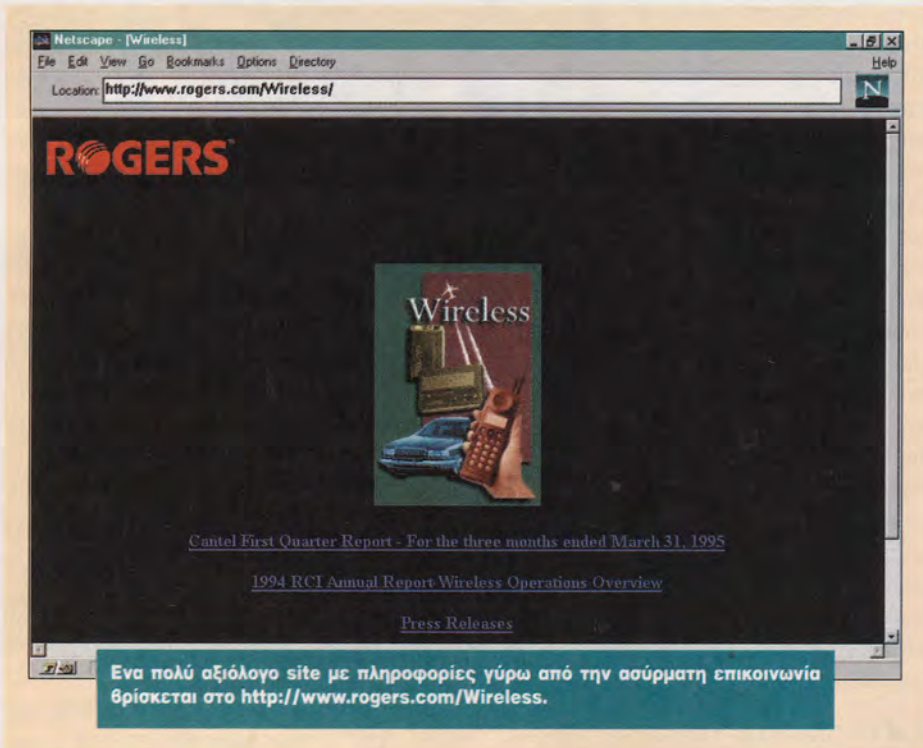 Netscape - [Wireless]
File Edit View Go Bookmarks Options Directory Help
Location: http://www.rogers.com/Wireless/
N
ROGERS™
Wireless
Cantel First Quarter Report - For the three months ended March 31, 1995
1994 RCI Annual Report-Wireless Operations Overview
Press Releases
Ενα πολύ αξιόλογο site με πληροφορίες γύρω από την ασύρματη επικοινωνία
βρίσκεται στο http://www.rogers.com/Wireless.